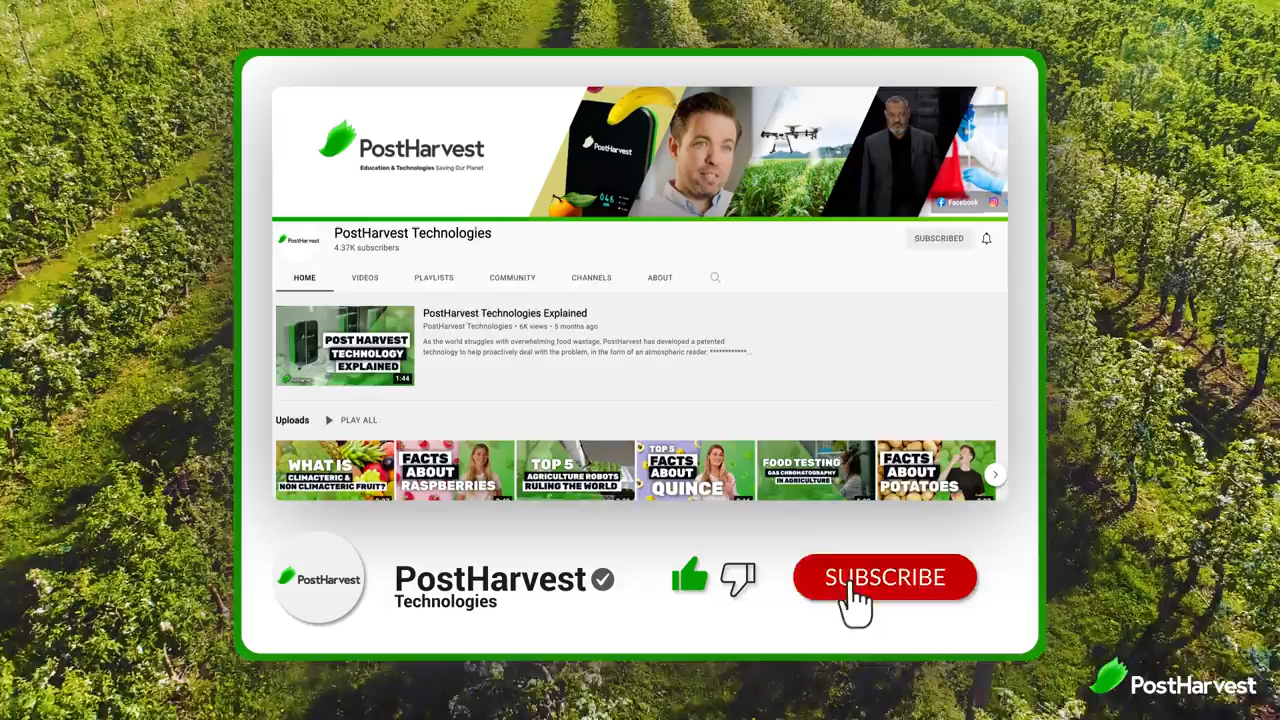 PostHarvest
Education & Technologies Saving Our Planet
PostHarvest
046
Facebook
PostHarvest
PostHarvest Technologies
4.37K subscribers
SUBSCRIBED
HOME VIDEOS PLAYLISTS COMMUNITY CHANNELS ABOUT
POST HARVEST
TECHNOLOGY
EXPLAINED
1:44
PostHarvest Technologies Explained
PostHarvest Technologies • 6K views • 5 months ago
As the world struggles with overwhelming food wastage, PostHarvest has developed a patented
technology to help proactively deal with the problem, in the form of an atmospheric reader. ************...
Uploads PLAY ALL
WHAT IS
CLIMACTERIC &
NON CLIMACTERIC FRUIT?
FACTS
ABOUT
RASPBERRIES
TOP 5
AGRICULTURE ROBOTS
RULING THE WORLD
TOP 5
FACTS
ABOUT
QUINCE
FOOD TESTING
GAS CHROMATOGRAPHY
IN AGRICULTURE
FACTS
ABOUT
POTATOES
PostHarvest
PostHarvest
Technologies
SUBSCRIBE
PostHarvest